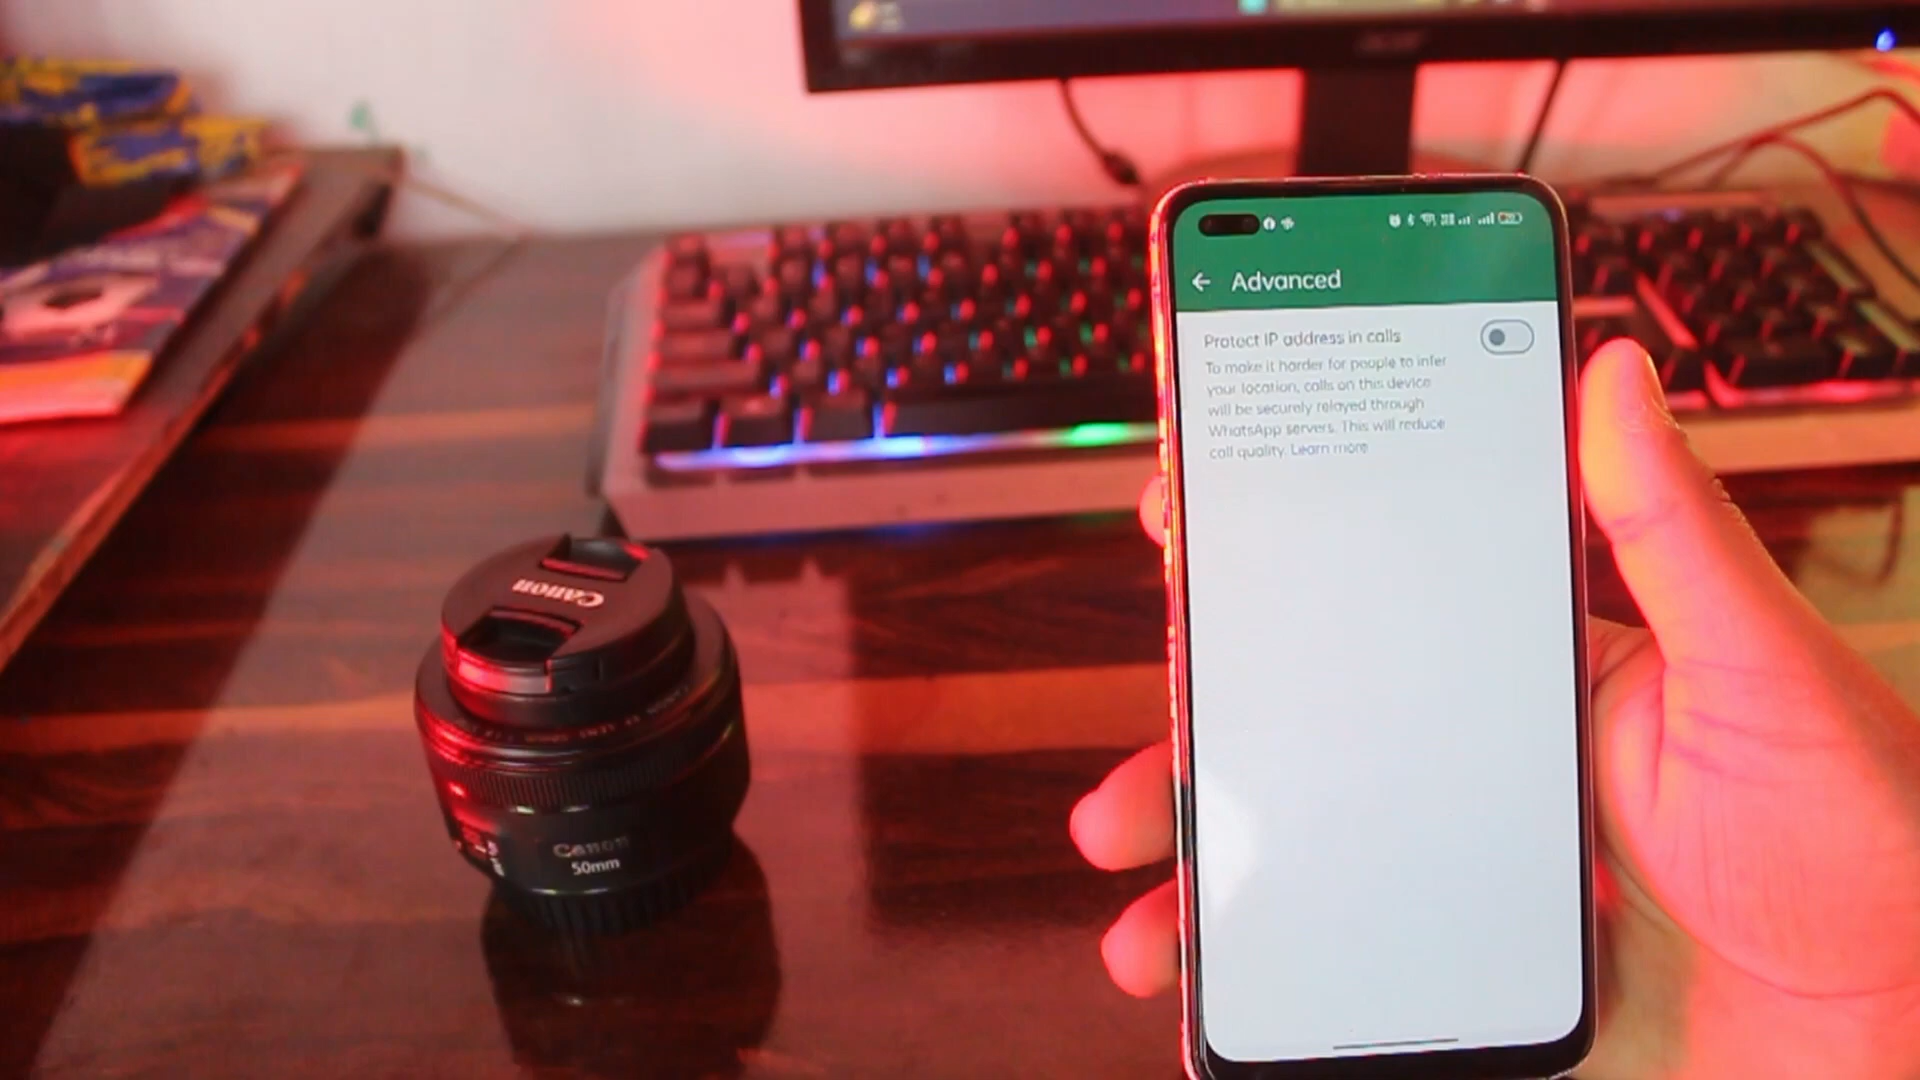 acer
Advanced
Protect IP address in calls
To make it harder for people to infer
your location, calls on this device
will be securely relayed through
WhatsApp servers. This will reduce
call quality. Learn more
Canon
Canon
50mm